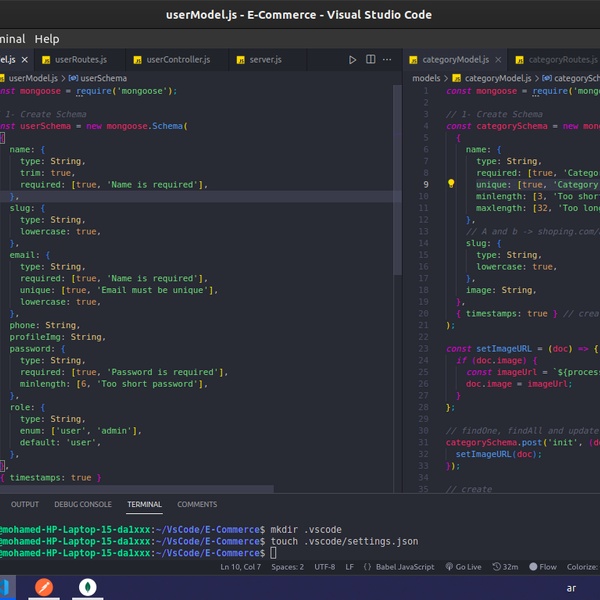 userModel.js - E-Commerce - Visual Studio Code
minal Help
el.js userRoutes.js userController.js server.js
userModel.js > userSchema
nst mongoose = require('mongoose');
1- Create Schema
nst userSchema = new mongoose.Schema(
name: {
type: String,
trim: true,
required: [true, 'Name is required'],
},
slug: {
type: String,
lowercase: true,
},
email: {
type: String,
required: [true, 'Name is required'],
unique: [true, 'Email must be unique'],
lowercase: true,
},
phone: String,
profileImg: String,
password: {
type: String,
required: [true, 'Password is required'],
minlength: [6, 'Too short password'],
},
role: {
type: String,
enum: ['user', 'admin'],
default: 'user',
},
},
{ timestamps: true }
categoryModel.js categoryRoutes.js
models > categoryModel.js > categorySch
1 const mongoose = require('mong
2
3 // 1- Create Schema
4 const categorySchema = new mon
5 {
6 name: {
7 type: String,
8 required: [true, 'Catego
9 unique: [true, 'Category
10 minlength: [3, 'Too shor
11 maxlength: [32, 'Too lon
12 },
13 // A and b -> shoping.com/
14 slug: {
15 type: String,
16 lowercase: true,
17 },
18 image: String,
19 },
20 { timestamps: true } // crea
21 );
22
23 const setImageURL = (doc) => {
24 if (doc.image) {
25 const imageUrl = `${proces
26 doc.image = imageUrl;
27 }
28 };
29
30 // findOne, findAll and update
31 categorySchema.post('init', (d
32 setImageURL(doc);
33 });
34
35 // create
OUTPUT DEBUG CONSOLE TERMINAL COMMENTS
@mohamed-HP-Laptop-15-da1xxx:~/VsCode/E-Commerce$ mkdir .vscode
@mohamed-HP-Laptop-15-da1xxx:~/VsCode/E-Commerce$ touch .vscode/settings.json
@mohamed-HP-Laptop-15-da1xxx:~/VsCode/E-Commerce$
Ln 10, Col 7 Spaces: 2 UTF-8 LF {} Babel JavaScript Go Live 32m Flow Colorize:
ar